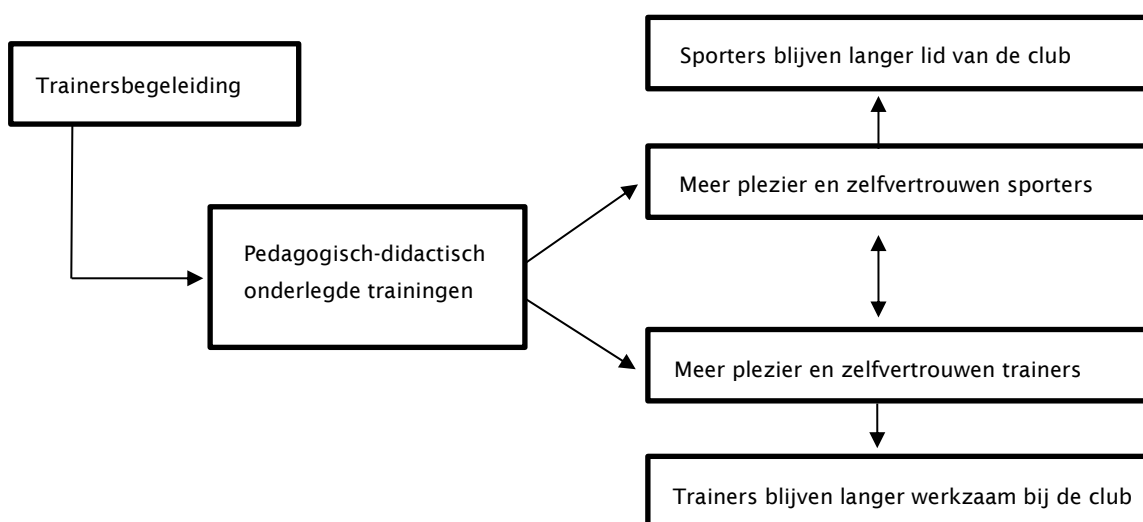 Trainersbegeleiding
Pedagogisch-didactisch
onderlegde trainingen
Sporters blijven langer lid van de club
Meer plezier en zelfvertrouwen sporters
Meer plezier en zelfvertrouwen trainers
Trainers blijven langer werkzaam bij de club